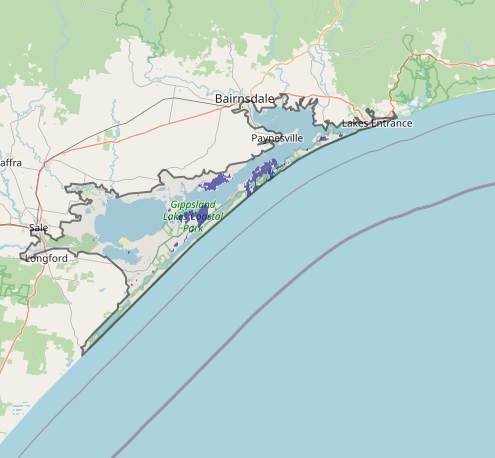 Bairnsdale
Lakes Entrance
Paynesville
affra
Gippsland
Lakes Coastal
Park
Sale
Longford